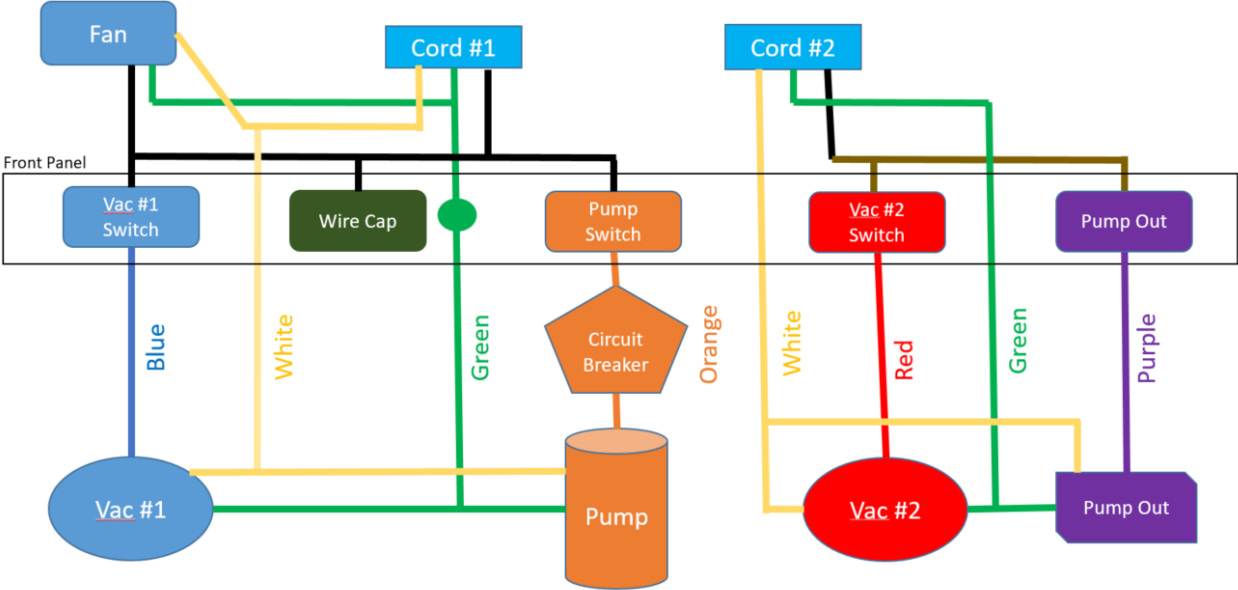 Fan
Cord #1
Cord #2
Front Panel
Vac #1
Switch
Wire Cap
Pump
Switch
Vac #2
Switch
Pump Out
Blue
White
Green
Circuit
Breaker
Orange
White
Red
Green
Purple
Vac #1
Pump
Vac #2
Pump Out